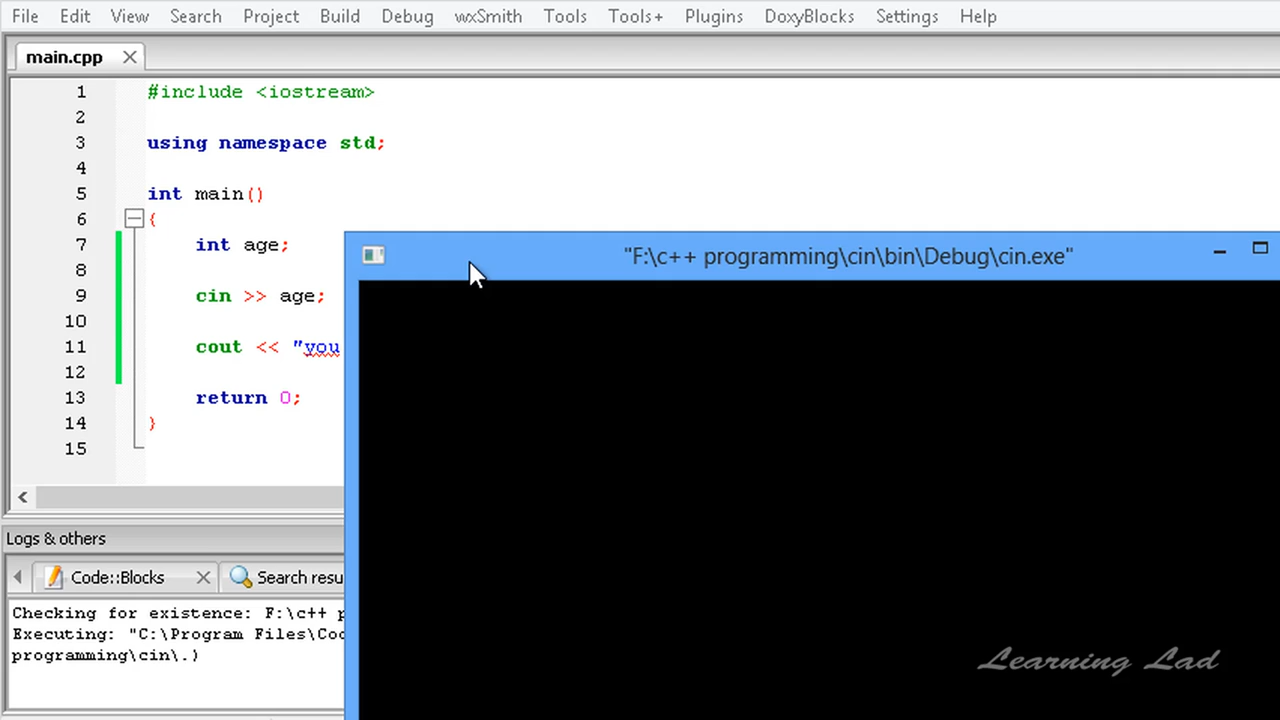 File Edit View Search Project Build Debug wxSmith Tools Tools+ Plugins DoxyBlocks Settings Help
main.cpp
1 #include <iostream>
2
3 using namespace std;
4
5 int main()
6 {
7 int age;
8
9 cin >> age;
10
11 cout << "you
12
13 return 0;
14 }
15
"F:\c++ programming\cin\bin\Debug\cin.exe"
Logs & others
Code::Blocks Search resu
Checking for existence: F:\c++ p
Executing: "C:\Program Files\Coo
programming\cin\.)
Learning Lad